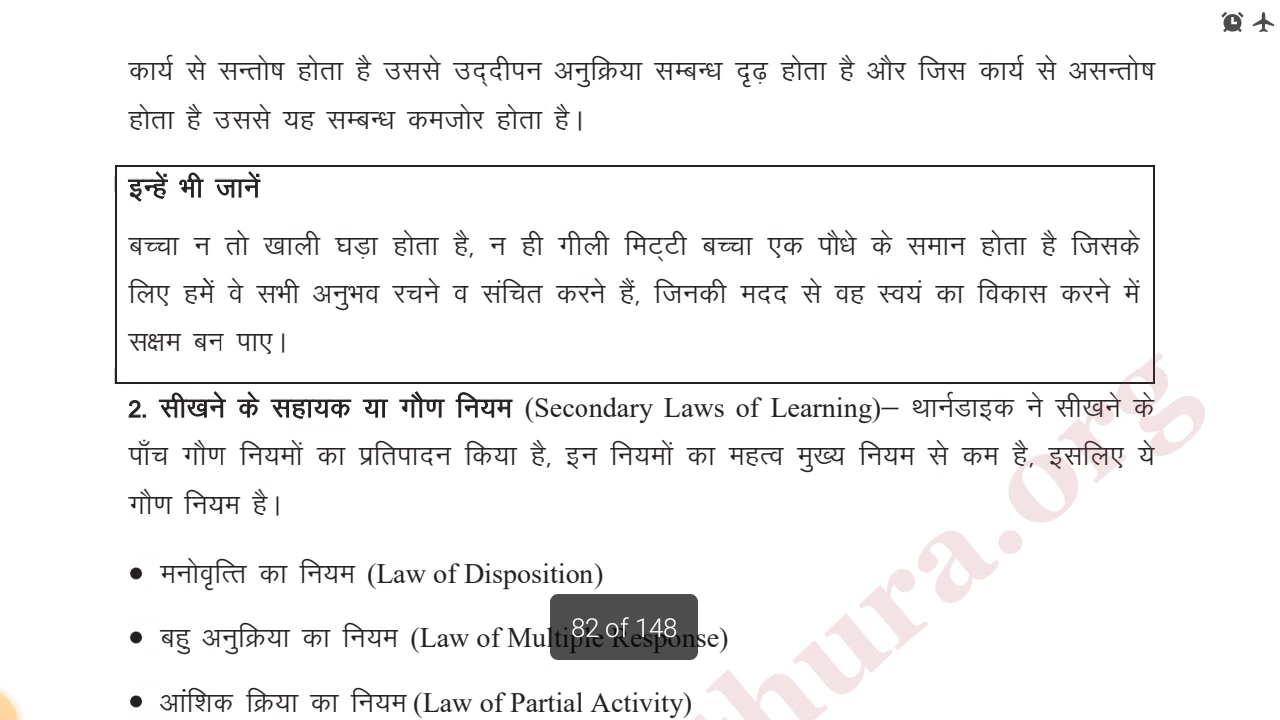 कार्य से सन्तोष होता है उससे उद्दीपन अनुक्रिया सम्बन्ध दृढ़ होता है और जिस कार्य से असन्तोष
होता है उससे यह सम्बन्ध कमजोर होता है।
इन्हें भी जानें
बच्चा न तो खाली घड़ा होता है, न ही गीली मिट्टी बच्चा एक पौधे के समान होता है जिसके
लिए हमें वे सभी अनुभव रचने व संचित करने हैं, जिनकी मदद से वह स्वयं का विकास करने में
सक्षम बन पाए।
2. सीखने के सहायक या गौण नियम (Secondary Laws of Learning)– थार्नडाइक ने सीखने के
पाँच गौण नियमों का प्रतिपादन किया है, इन नियमों का महत्व मुख्य नियम से कम है, इसलिए ये
गौण नियम है।
• मनोवृत्ति का नियम (Law of Disposition)
82 of 148
• बहु अनुक्रिया का नियम (Law of Multiple Response)
• आंशिक क्रिया का नियम (Law of Partial Activity)
thura.org